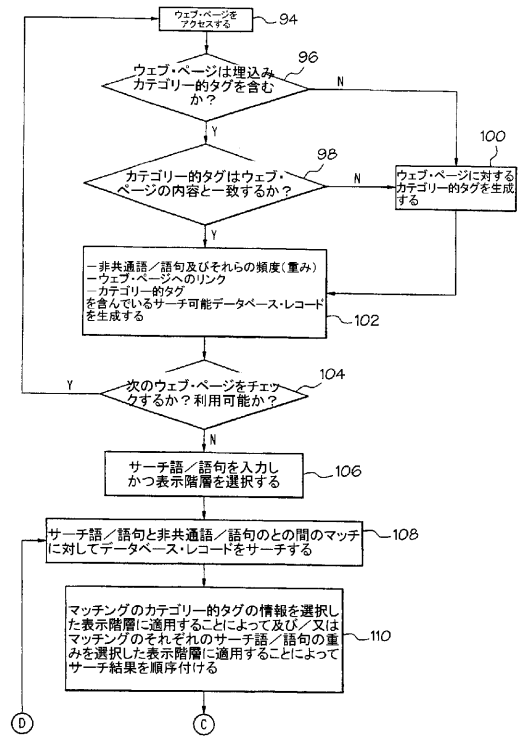 ウェブ・ページを
アクセスする
94
ウェブ・ページは埋込み
カテゴリー的タグを含む
か?
96
N
Y
カテゴリー的タグはウェブ・
ページの内容と一致するか?
98
N
100
ウェブ・ページに対する
カテゴリー的タグを生成
する
Y
－非共通語／語句及びそれらの頻度(重み)
－ウェブ・ページへのリンク
－カテゴリー的タグ
を含んでいるサーチ可能データベース・レコード
を生成する
102
Y
次のウェブ・ページをチェッ
クするか?利用可能か?
104
N
サーチ語／語句を入力し
かつ表示階層を選択する
106
サーチ語／語句と非共通語／語句のとの間のマッチ
に対してデータベース・レコードをサーチする
108
マッチングのカテゴリー的タグの情報を選択し
た表示階層に適用することによって及び／又は
マッチングのそれぞれのサーチ語／語句の重
みを選択した表示階層に適用することによって
サーチ結果を順序付ける
110
D
C